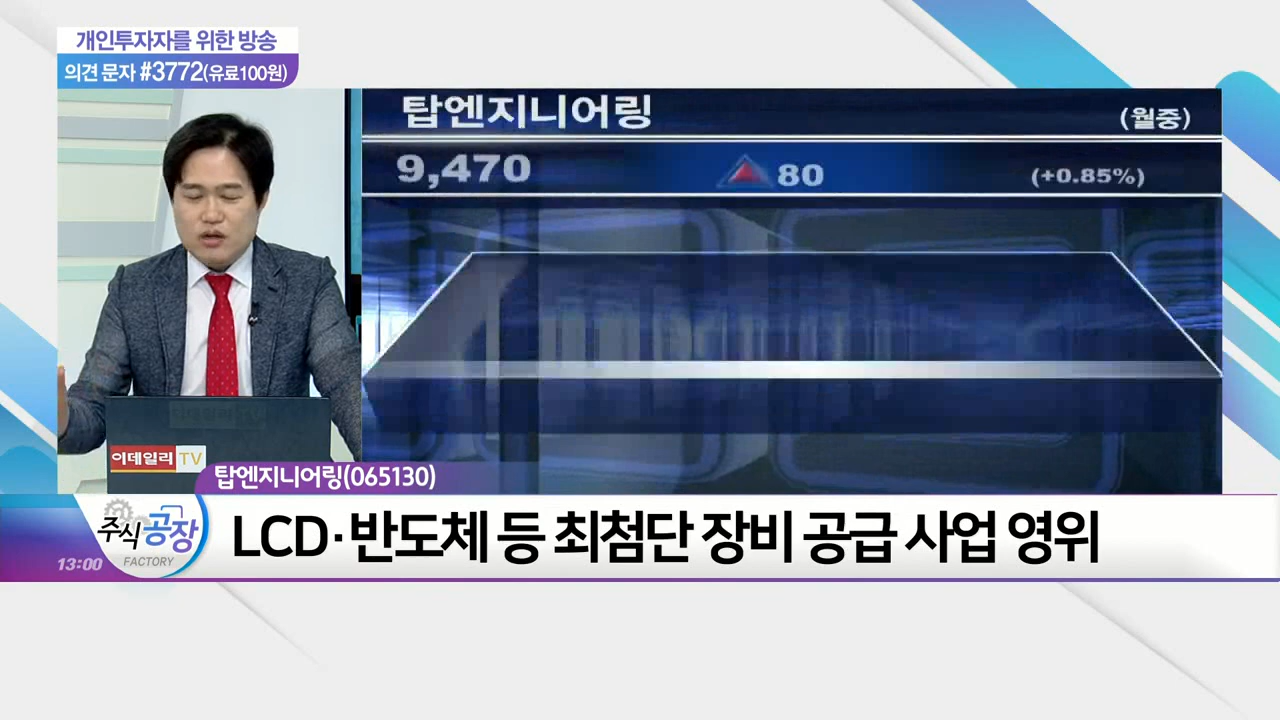 개인투자자를 위한 방송
의견 문자 #3772(유료100원)
탑엔지니어링
(월중)
9,470
80
(+0.85%)
이데일리 TV
탑엔지니어링(065130)
주식공장
FACTORY
13:00
LCD·반도체 등 최첨단 장비 공급 사업 영위